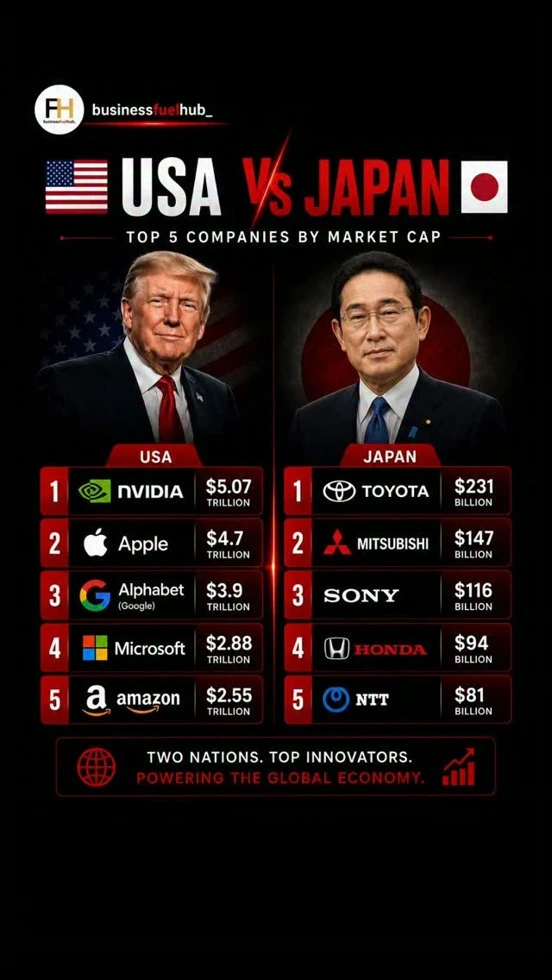 FH
businessfuelhub.
businessfuelhub_
USA Vs JAPAN
TOP 5 COMPANIES BY MARKET CAP
USA
1 NVIDIA $5.07 TRILLION
2 Apple $4.7 TRILLION
3 Alphabet (Google) $3.9 TRILLION
4 Microsoft $2.88 TRILLION
5 a amazon $2.55 TRILLION
JAPAN
1 TOYOTA $231 BILLION
2 MITSUBISHI $147 BILLION
3 SONY $116 BILLION
4 HONDA $94 BILLION
5 NTT $81 BILLION
TWO NATIONS. TOP INNOVATORS.
POWERING THE GLOBAL ECONOMY.